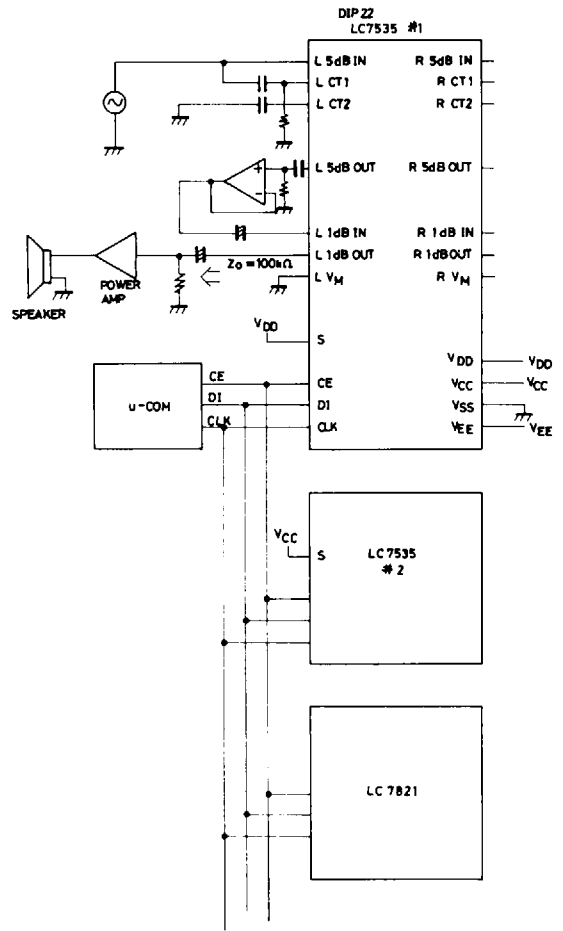 DIP22
LC7535 #1
L 5dB IN
R 5dB IN
L CT1
R CT1
L CT2
R CT2
L 5dB OUT
R 5dB OUT
L 1dB IN
R 1dB IN
L 1dB OUT
R 1dB OUT
Zo=100kΩ
L VM
R VM
POWER
AMP
SPEAKER
VDD
S
VDD
VDD
CE
CE
VCC
VCC
u-COM
DI
DI
VSS
CLK
CLK
VEE
VEE
VCC
S
LC7535
#2
LC7821